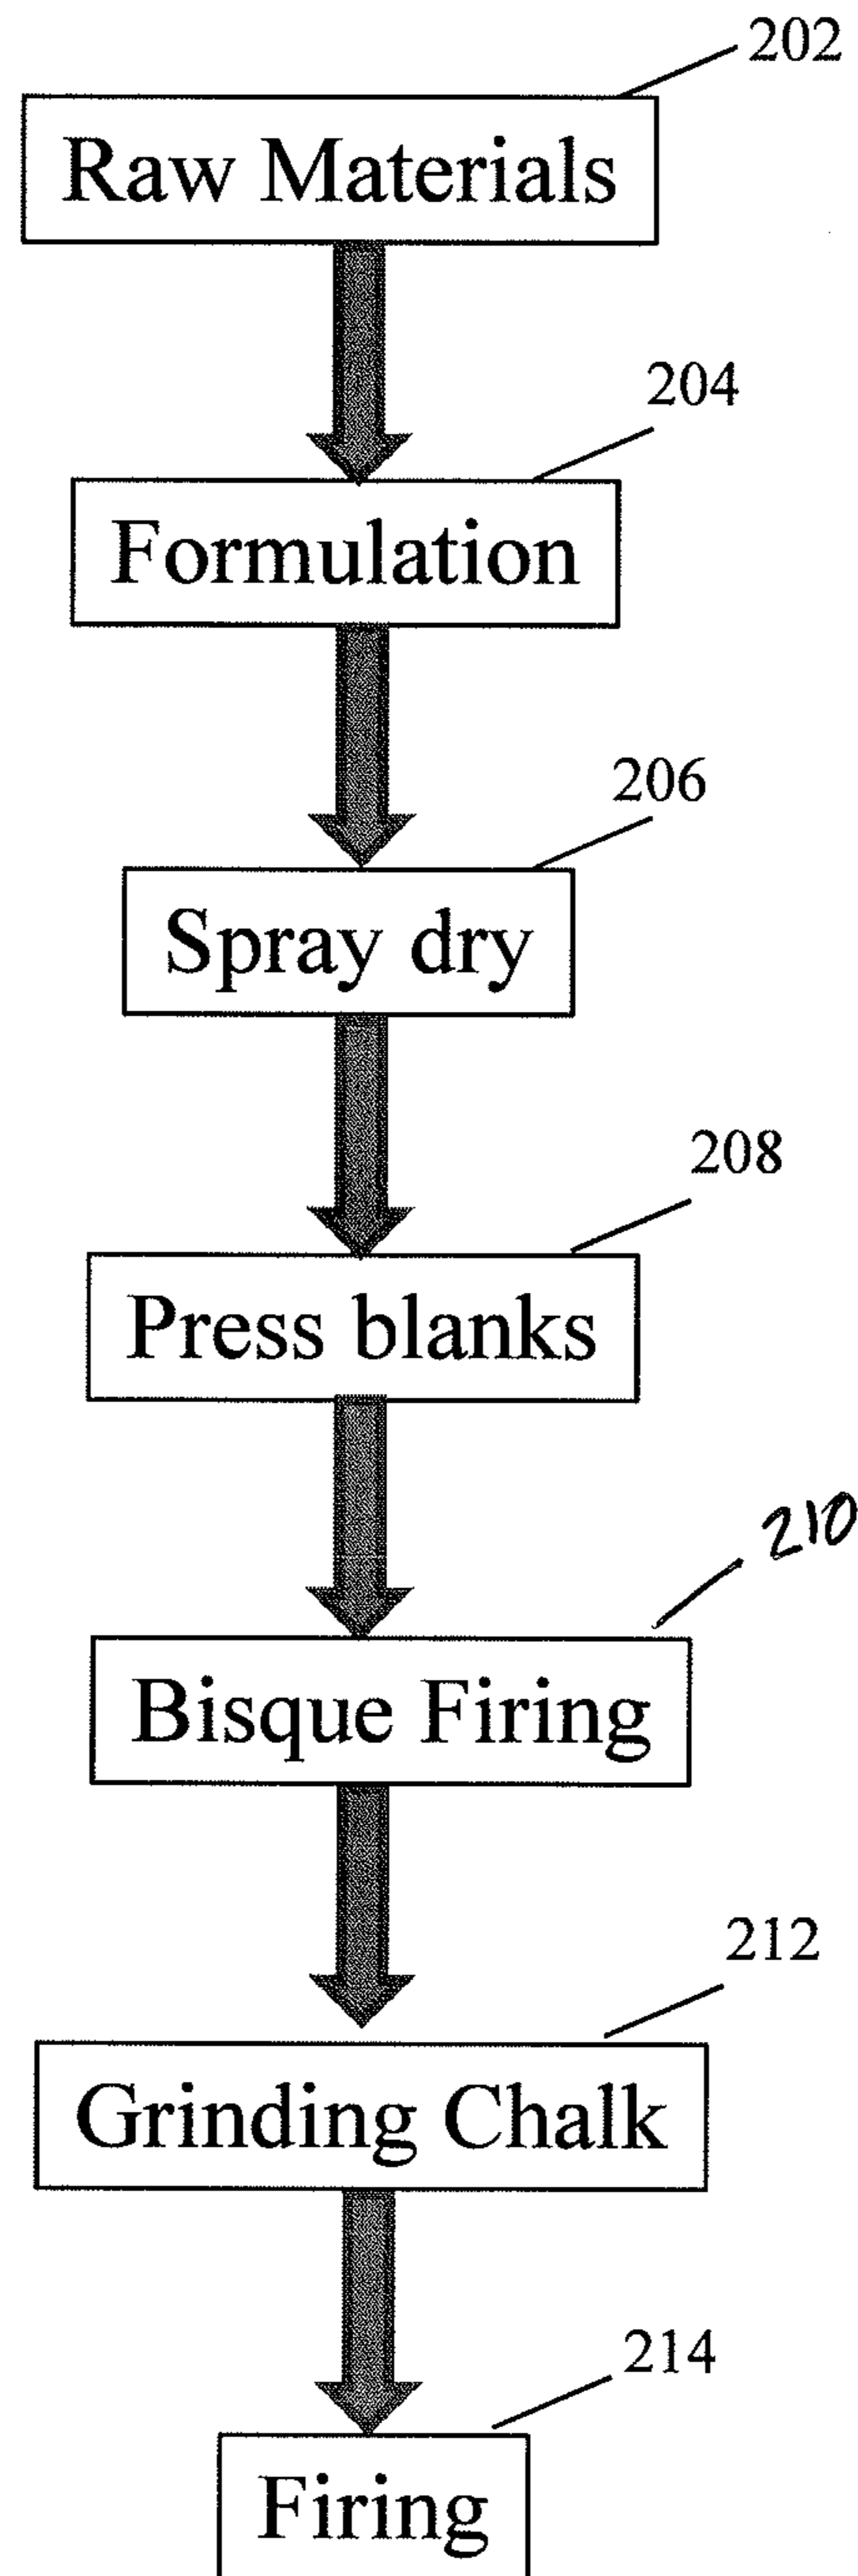 202
Raw Materials
204
Formulation
206
Spray dry
208
Press blanks
210
Bisque Firing
212
Grinding Chalk
214
Firing